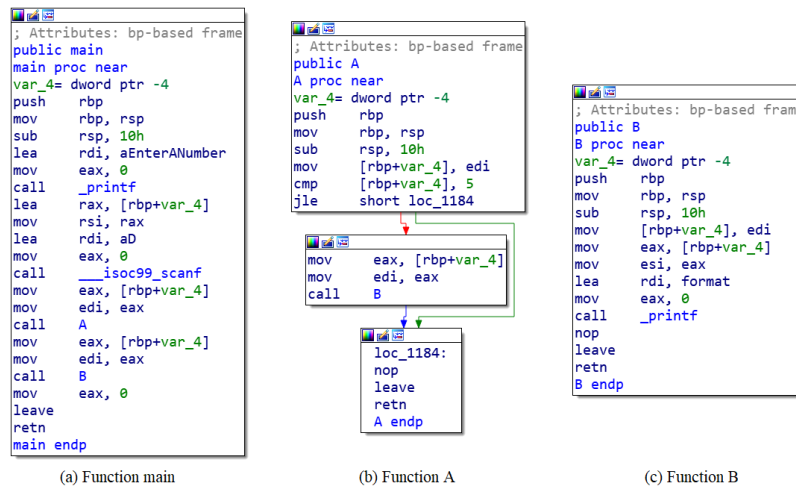 ; Attributes: bp-based frame
public main
main proc near
var_4= dword ptr -4
push rbp
mov rbp, rsp
sub rsp, 10h
lea rdi, aEnterANumber
mov eax, 0
call _printf
lea rax, [rbp+var_4]
mov rsi, rax
lea rdi, aD
mov eax, 0
call ___isoc99_scanf
mov eax, [rbp+var_4]
mov edi, eax
call A
mov eax, [rbp+var_4]
mov edi, eax
call B
mov eax, 0
leave
retn
main endp
(a) Function main
; Attributes: bp-based frame
public A
A proc near
var_4= dword ptr -4
push rbp
mov rbp, rsp
sub rsp, 10h
mov [rbp+var_4], edi
cmp [rbp+var_4], 5
jle short loc_1184
mov eax, [rbp+var_4]
mov edi, eax
call B
loc_1184:
nop
leave
retn
A endp
(b) Function A
; Attributes: bp-based fram
public B
B proc near
var_4= dword ptr -4
push rbp
mov rbp, rsp
sub rsp, 10h
mov [rbp+var_4], edi
mov eax, [rbp+var_4]
mov esi, eax
lea rdi, format
mov eax, 0
call _printf
nop
leave
retn
B endp
(c) Function B